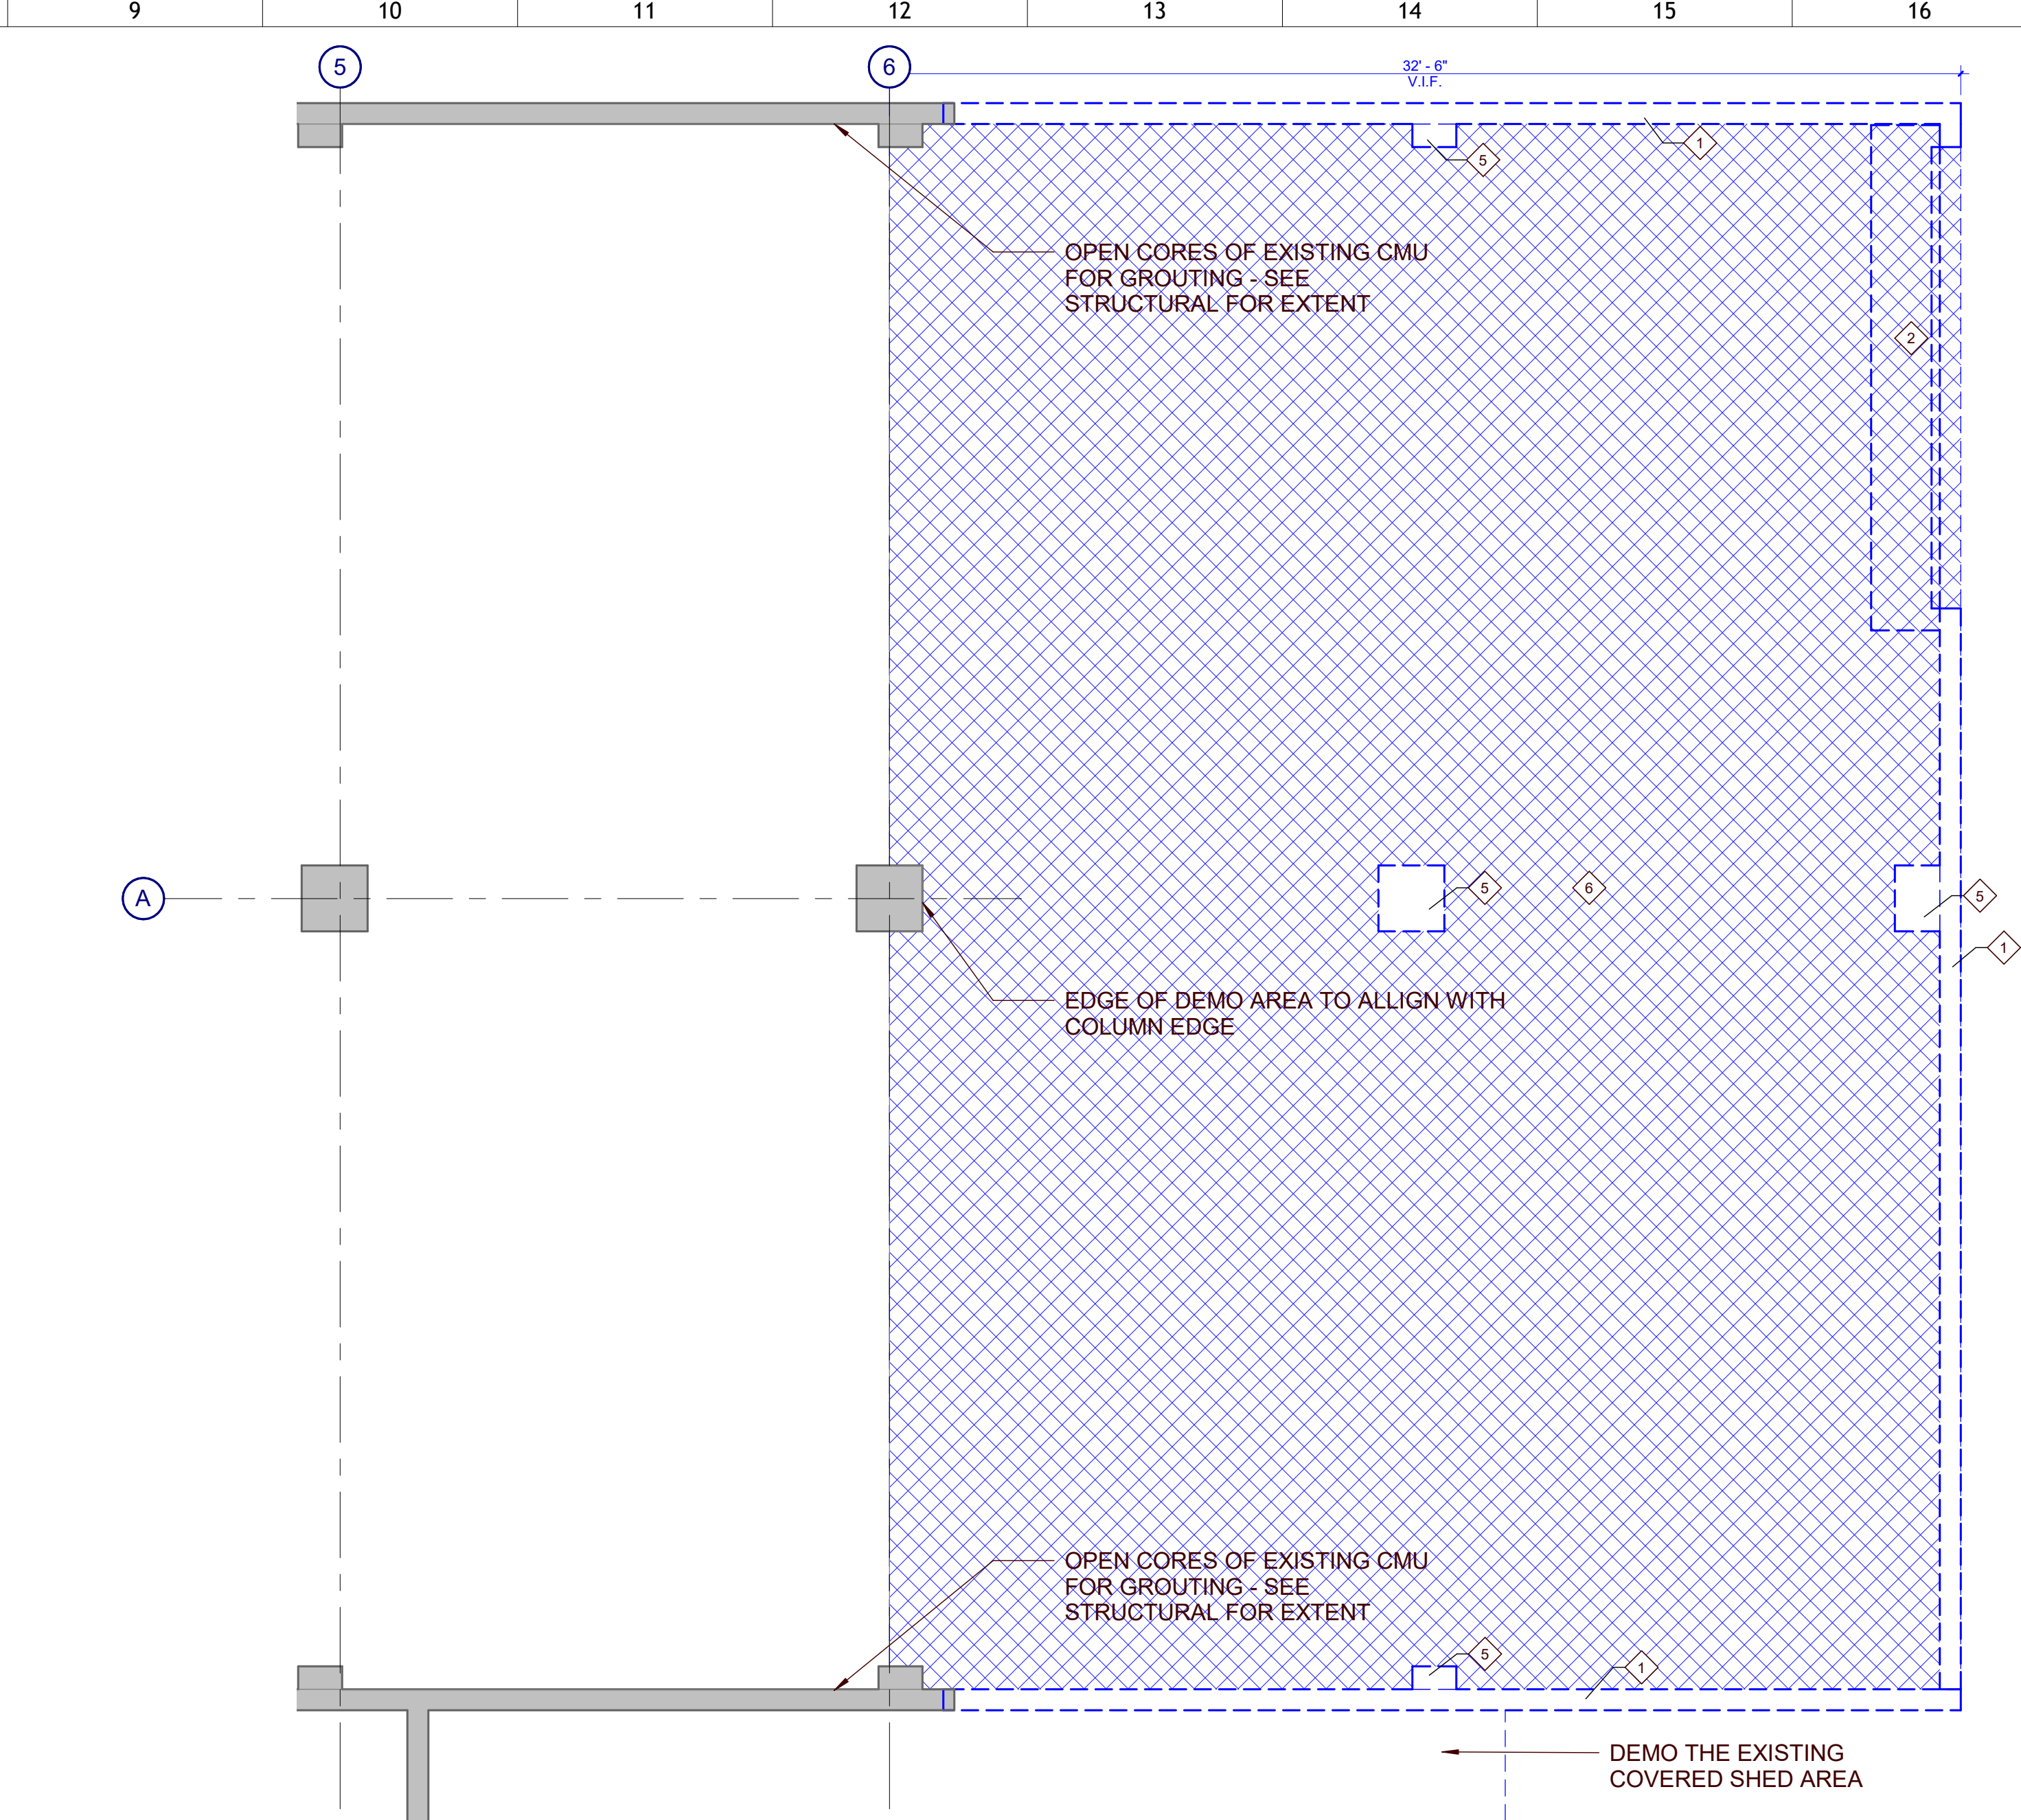 9 10 11 12 13 14 15 16
5 6
32' - 6"
V.I.F.
1
5
OPEN CORES OF EXISTING CMU
FOR GROUTING - SEE
STRUCTURAL FOR EXTENT
2
5 6 5
A
1
EDGE OF DEMO AREA TO ALLIGN WITH
COLUMN EDGE
OPEN CORES OF EXISTING CMU
FOR GROUTING - SEE
STRUCTURAL FOR EXTENT
5 1
DEMO THE EXISTING
COVERED SHED AREA